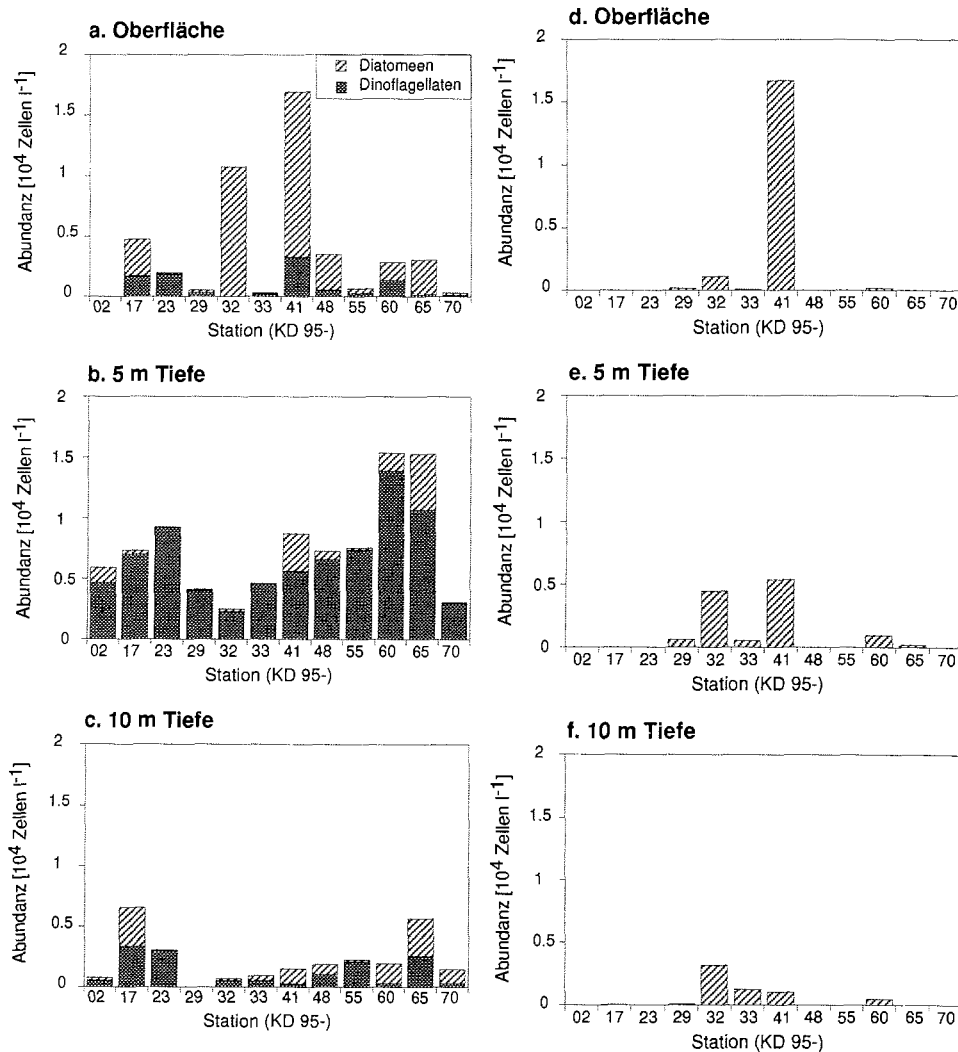 a. Oberfläche
2
1.5
1
0.5
0
Abundanz [10⁴ Zellen l⁻¹]
Diatomeen
Dinoflagellaten
02 17 23 29 32 33 41 48 55 60 65 70
Station (KD 95-)
b. 5 m Tiefe
2
1.5
1
0.5
0
Abundanz [10⁴ Zellen l⁻¹]
02 17 23 29 32 33 41 48 55 60 65 70
Station (KD 95-)
c. 10 m Tiefe
2
1.5
1
0.5
0
Abundanz [10⁴ Zellen l⁻¹]
02 17 23 29 32 33 41 48 55 60 65 70
Station (KD 95-)
d. Oberfläche
2
1.5
1
0.5
0
Abundanz [10⁴ Zellen l⁻¹]
02 17 23 29 32 33 41 48 55 60 65 70
Station (KD 95-)
e. 5 m Tiefe
2
1.5
1
0.5
0
Abundanz [10⁴ Zellen l⁻¹]
02 17 23 29 32 33 41 48 55 60 65 70
Station (KD 95-)
f. 10 m Tiefe
2
1.5
1
0.5
0
Abundanz [10⁴ Zellen l⁻¹]
02 17 23 29 32 33 41 48 55 60 65 70
Station (KD 95-)